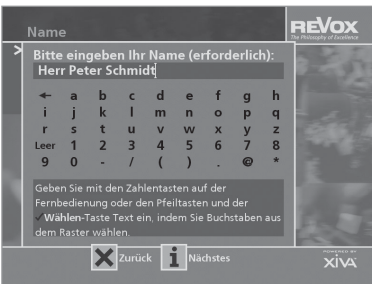 Name
REVOX
The Philosophy of Excellence
Bitte eingeben Ihr Name (erforderlich):
Herr Peter Schmidt
← a b c d e f g h
i j k l m n o p q
r s t u v w x y z
Leer 1 2 3 4 5 6 7 8
9 0 - / ( ) . @ *
Geben Sie mit den Zahlentasten auf der
Fernbedienung oder den Pfeiltasten und der
✓Wählen-Taste Text ein, indem Sie Buchstaben aus
dem Raster wählen.
X Zurück i Nächstes
POWERED BY
XiVA